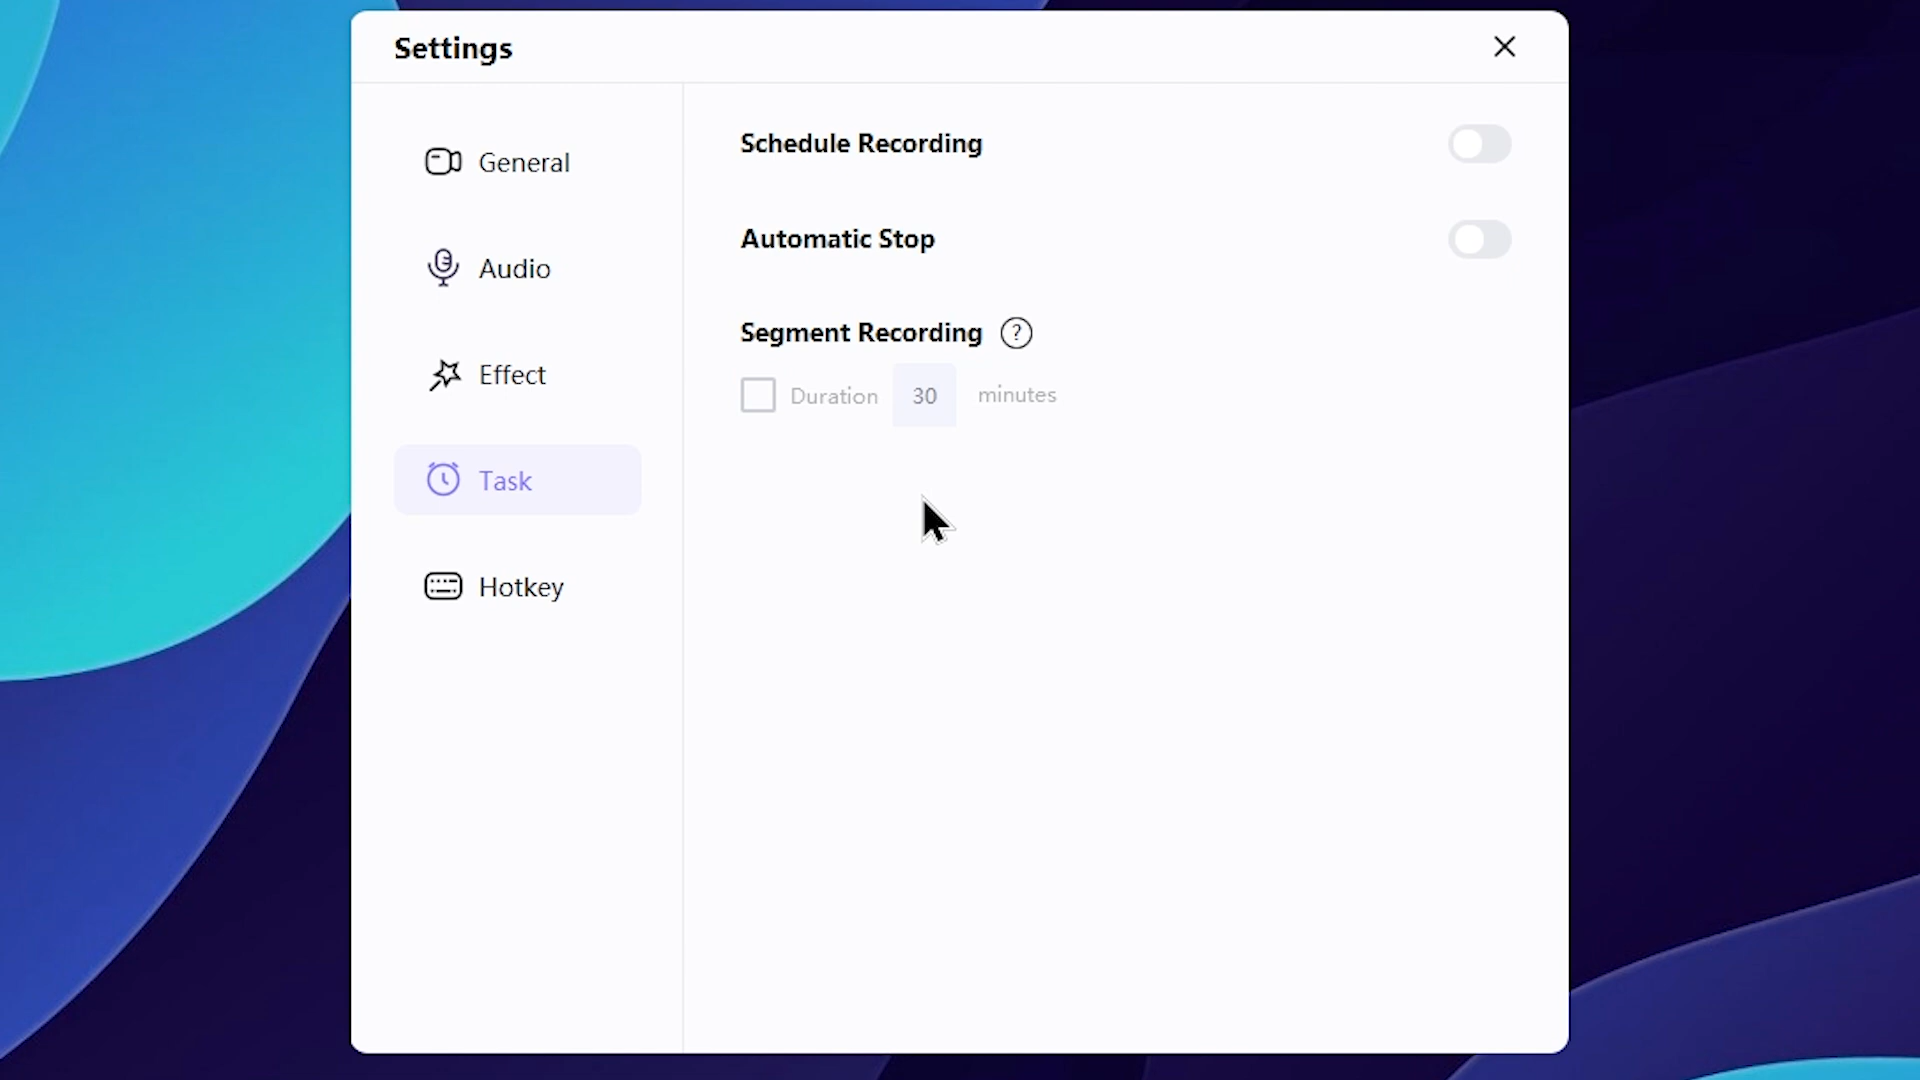 Settings
General
Audio
Effect
Task
Hotkey
Schedule Recording
Automatic Stop
Segment Recording ?
Duration 30 minutes